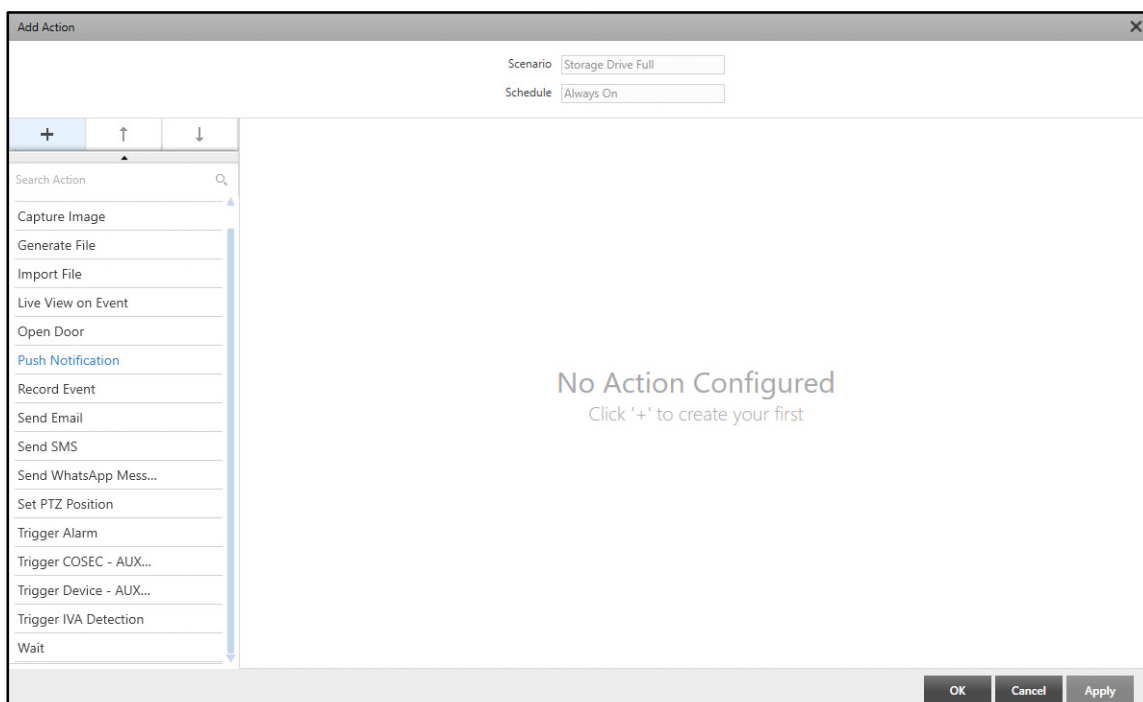 Add Action
Scenario Storage Drive Full
Schedule Always On
Search Action
Capture Image
Generate File
Import File
Live View on Event
Open Door
Push Notification
Record Event
Send Email
Send SMS
Send WhatsApp Mess...
Set PTZ Position
Trigger Alarm
Trigger COSEC - AUX...
Trigger Device - AUX...
Trigger IVA Detection
Wait
No Action Configured
Click '+' to create your first
OK Cancel Apply